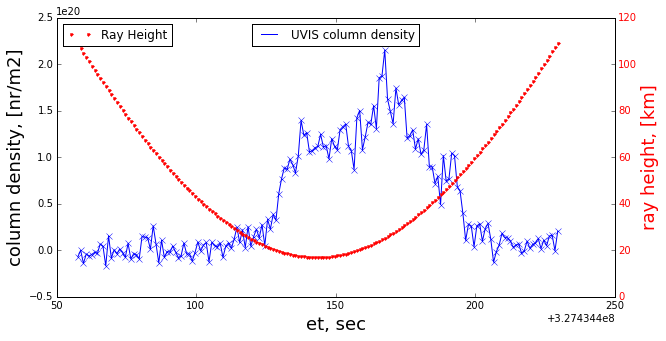 1e20
Ray Height
UVIS column density
2.5
2.0
1.5
1.0
0.5
0.0
−0.5
column density, [nr/m2]
120
100
80
60
40
20
0
ray height, [km]
50 100 150 200 250
+3.274344e8
et, sec